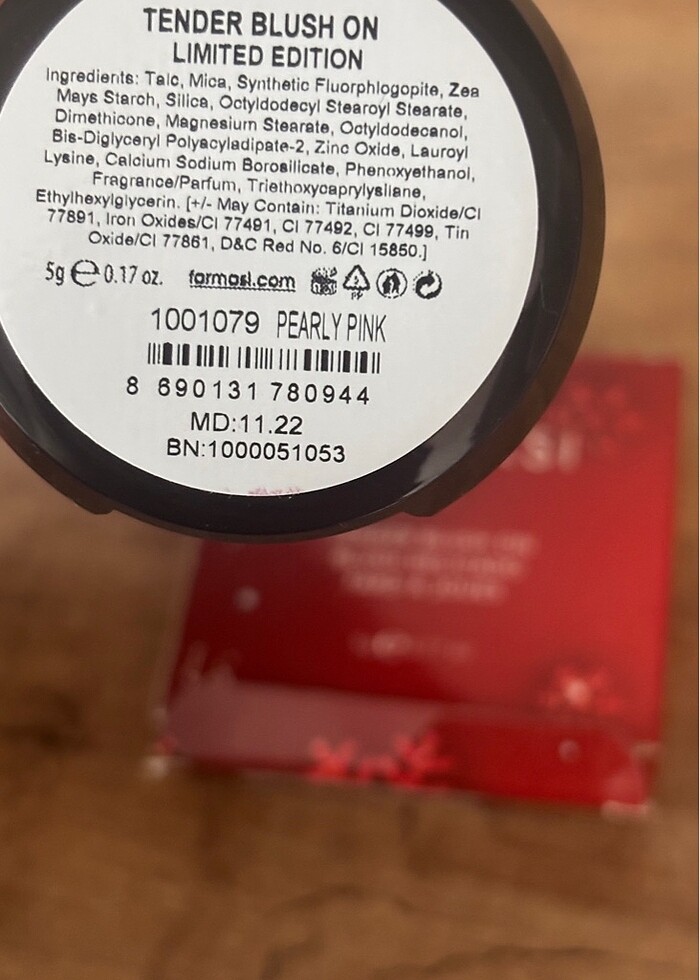 TENDER BLUSH ON
LIMITED EDITION
Ingredients: Talc, Mica, Synthetic Fluorphlogopite, Zea
Mays Starch, Silica, Octyldodecyl Stearoyl Stearate,
Dimethicone, Magnesium Stearate, Octyldodecanol,
Bis-Diglyceryl Polyacyladipate-2, Zinc Oxide, Lauroyl
Lysine, Calcium Sodium Borosilicate, Phenoxyethanol,
Fragrance/Parfum, Triethoxycaprylylsilane,
Ethylhexylglycerin. [+/- May Contain: Titanium Dioxide/CI
77891, Iron Oxides/CI 77491, CI 77492, CI 77499, Tin
Oxide/CI 77861, D&C Red No. 6/CI 15850.]
5g ℮ 0.17 oz. farmasi.com
PP
1001079 PEARLY PINK
8 690131 780944
MD:11.22
BN:1000051053